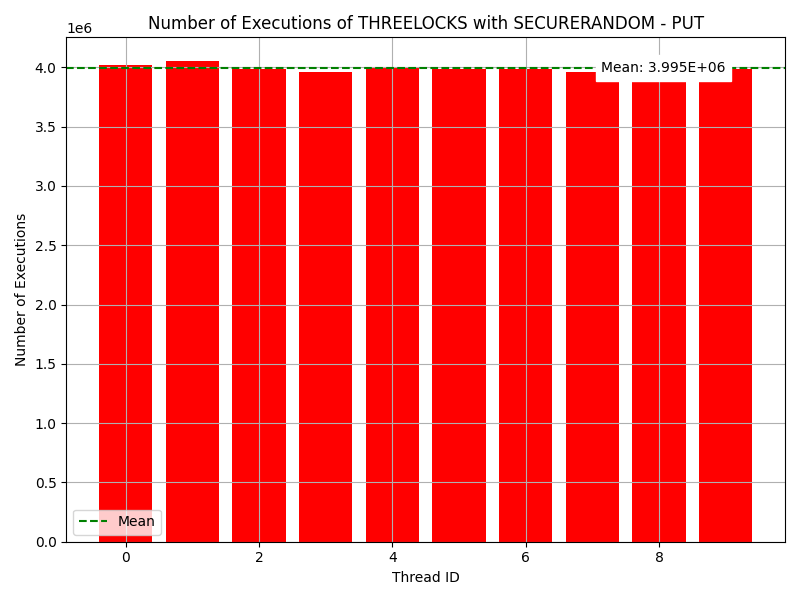 Number of Executions of THREELOCKS with SECURERANDOM - PUT
1e6
4.0
3.5
3.0
2.5
2.0
1.5
1.0
0.5
0.0
Number of Executions
Mean: 3.995E+06
Mean
0 2 4 6 8
Thread ID